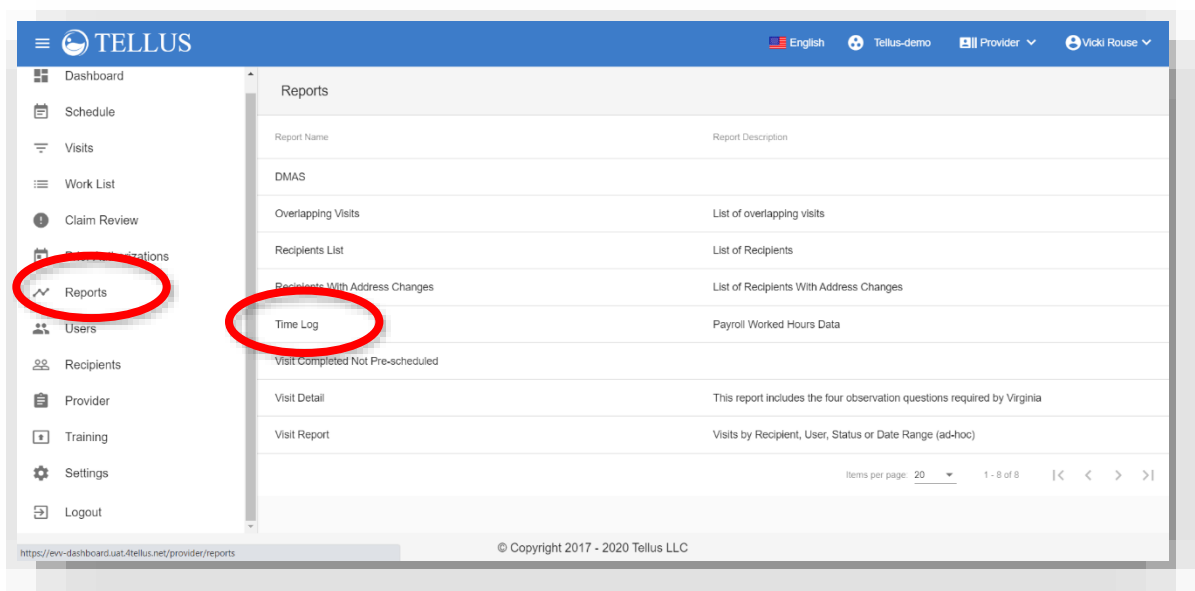 TELLUS
English
Tellus-demo
Provider
Vicki Rouse
Dashboard
Schedule
Visits
Work List
Claim Review
Prior Authorizations
Reports
Users
Recipients
Provider
Training
Settings
Logout
Reports
Report Name Report Description
DMAS
Overlapping Visits List of overlapping visits
Recipients List List of Recipients
Recipients With Address Changes List of Recipients With Address Changes
Time Log Payroll Worked Hours Data
Visit Completed Not Pre-scheduled
Visit Detail This report includes the four observation questions required by Virginia
Visit Report Visits by Recipient, User, Status or Date Range (ad-hoc)
Items per page: 20 1 - 8 of 8
https://evv-dashboard.uat.4tellus.net/provider/reports
© Copyright 2017 - 2020 Tellus LLC